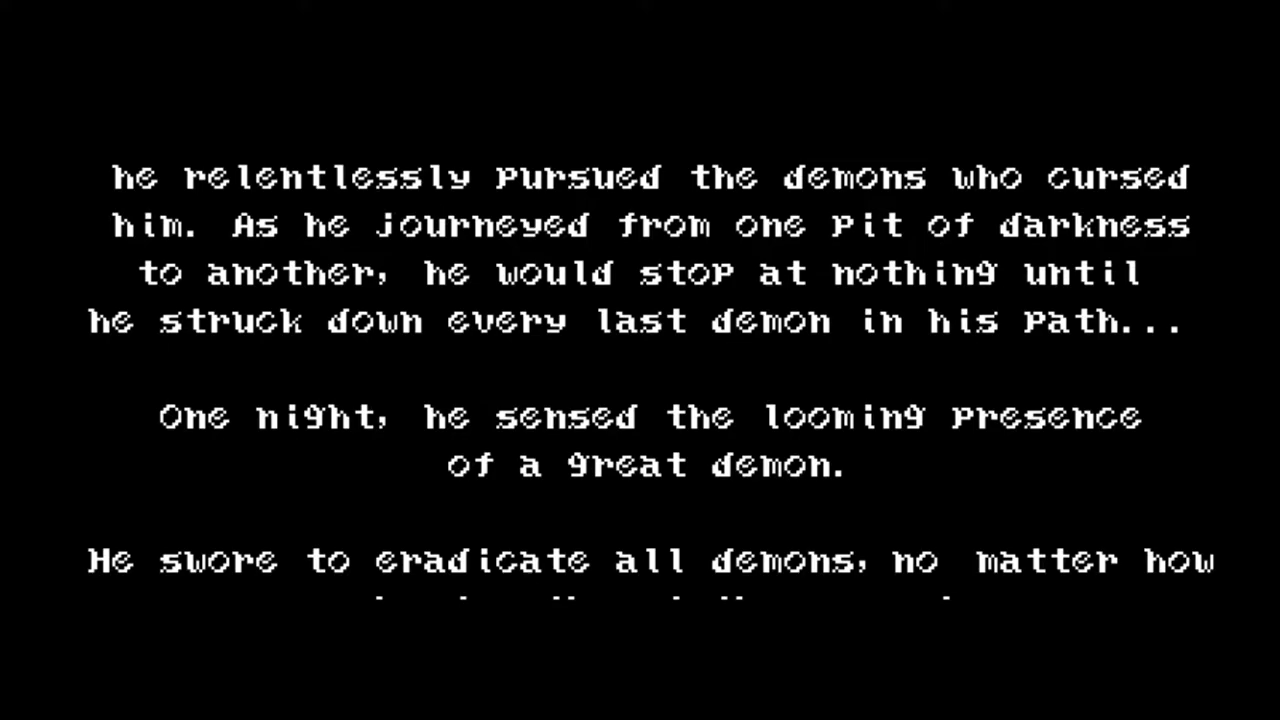 he relentlessly pursued the demons who cursed
him. As he journeyed from one pit of darkness
to another, he would stop at nothing until
he struck down every last demon in his path...
One night, he sensed the looming presence
of a great demon.
He swore to eradicate all demons, no matter how